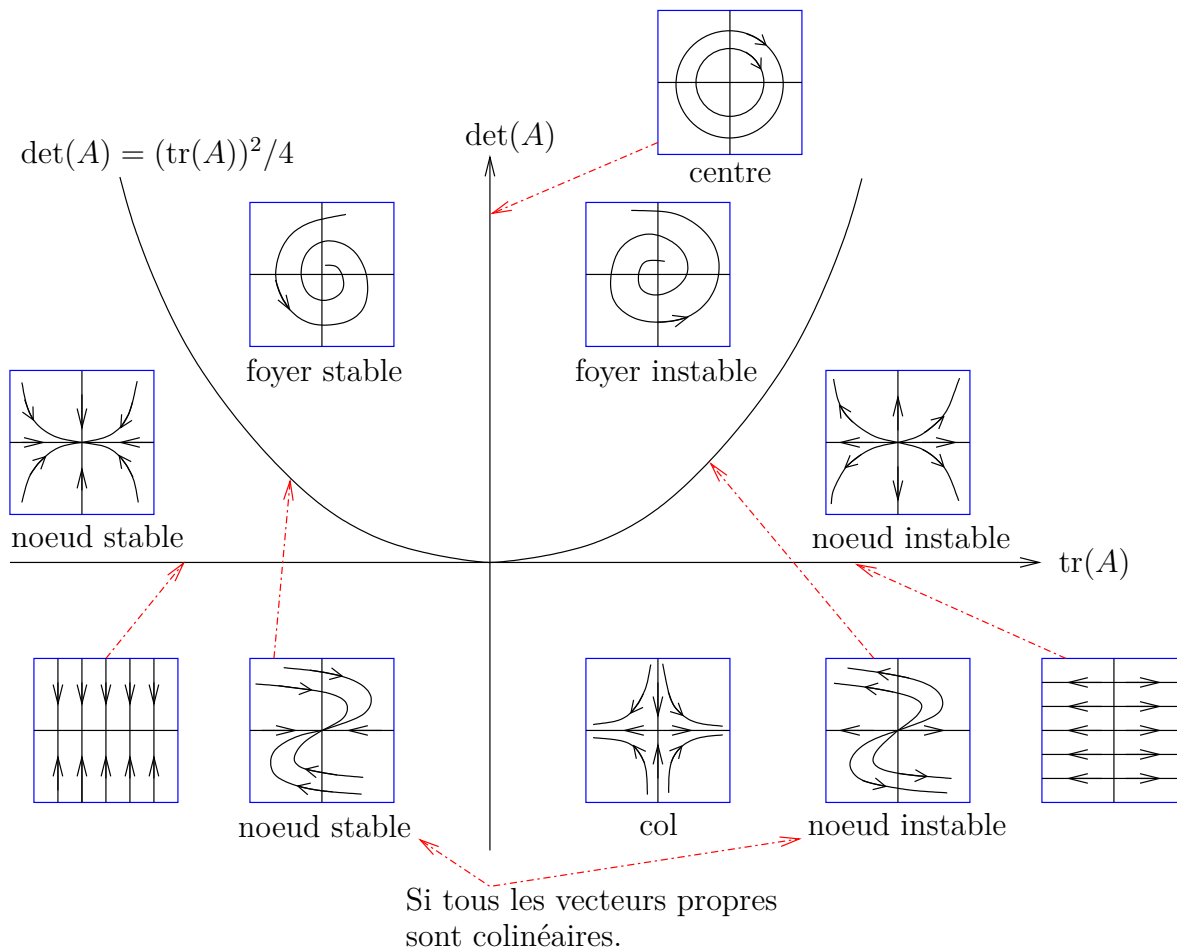 centre
det(A)
det(A) = (tr(A))²/4
foyer stable
foyer instable
noeud stable
noeud instable
tr(A)
noeud stable
col
noeud instable
Si tous les vecteurs propres
sont colinéaires.